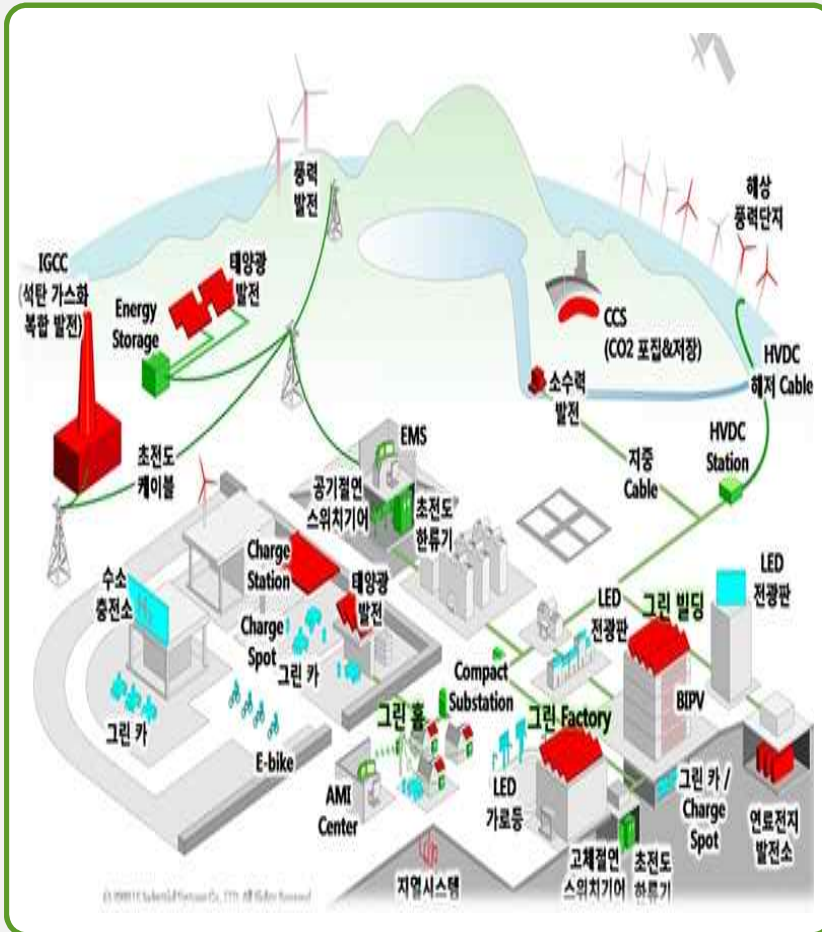 풍력
발전
해상
풍력단지
IGCC
(석탄 가스화
복합 발전)
Energy
Storage
태양광
발전
CCS
(CO2 포집&저장)
HVDC
해저 Cable
소수력
발전
EMS
HVDC
Station
지중
Cable
초전도
케이블
공기절연
스위치기어
초전도
한류기
Charge
Station
태양광
발전
수소
충전소
Charge
Spot
그린 카
LED
전광판
그린 빌딩
LED
전광판
Compact
Substation
BIPV
그린 카
E-bike
그린 홈
그린 Factory
AMI
Center
LED
가로등
그린 카 /
Charge
Spot
연료전지
발전소
지열시스템
고체절연
스위치기어
초전도
한류기